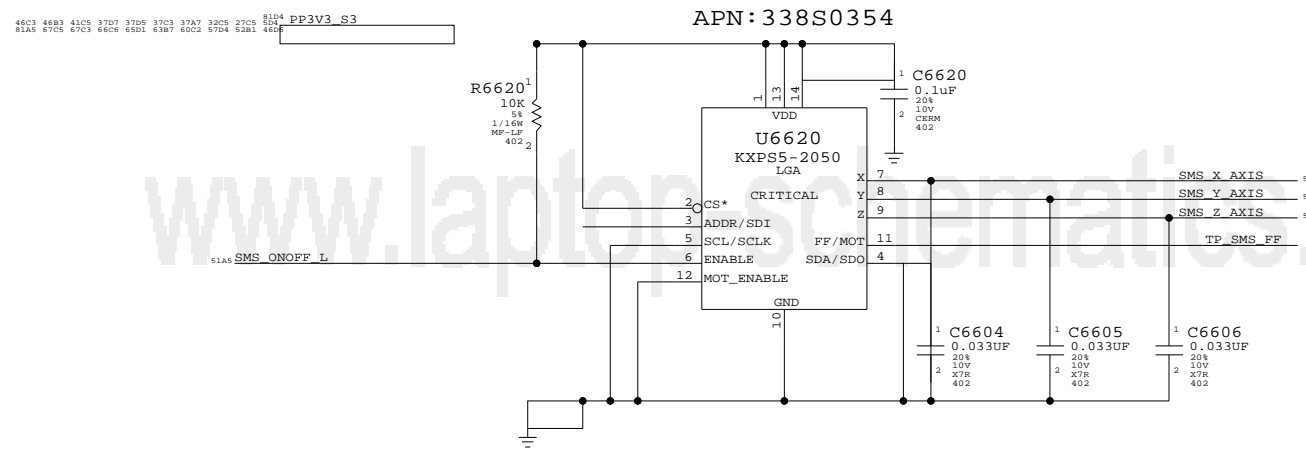 APN:338S0354
81D4
46C3 46B3 41C5 37D7 37D5 37C3 37A7 32C5 27C5 5D4
81A5 67C5 67C3 66C6 65D1 63B7 60C2 57D4 52B1 46D6
PP3V3_S3
R6620
1
10K
5%
1/16W
MF-LF
402
2
1
C6620
0.1uF
20%
10V
CERM
402
2
1
13
14
VDD
U6620
KXPS5-2050
LGA
CRITICAL
X 7 SMS_X_AXIS
Y 8 SMS_Y_AXIS
Z 9 SMS_Z_AXIS
2 CS*
3 ADDR/SDI
5 SCL/SCLK
FF/MOT 11 TP_SMS_FF
51A5 SMS_ONOFF_L
6 ENABLE
SDA/SDO 4
12 MOT_ENABLE
GND
10
1
C6604
0.033UF
20%
10V
X7R
402
2
1
C6605
0.033UF
20%
10V
X7R
402
2
1
C6606
0.033UF
20%
10V
X7R
402
2
www.laptop-schematics.